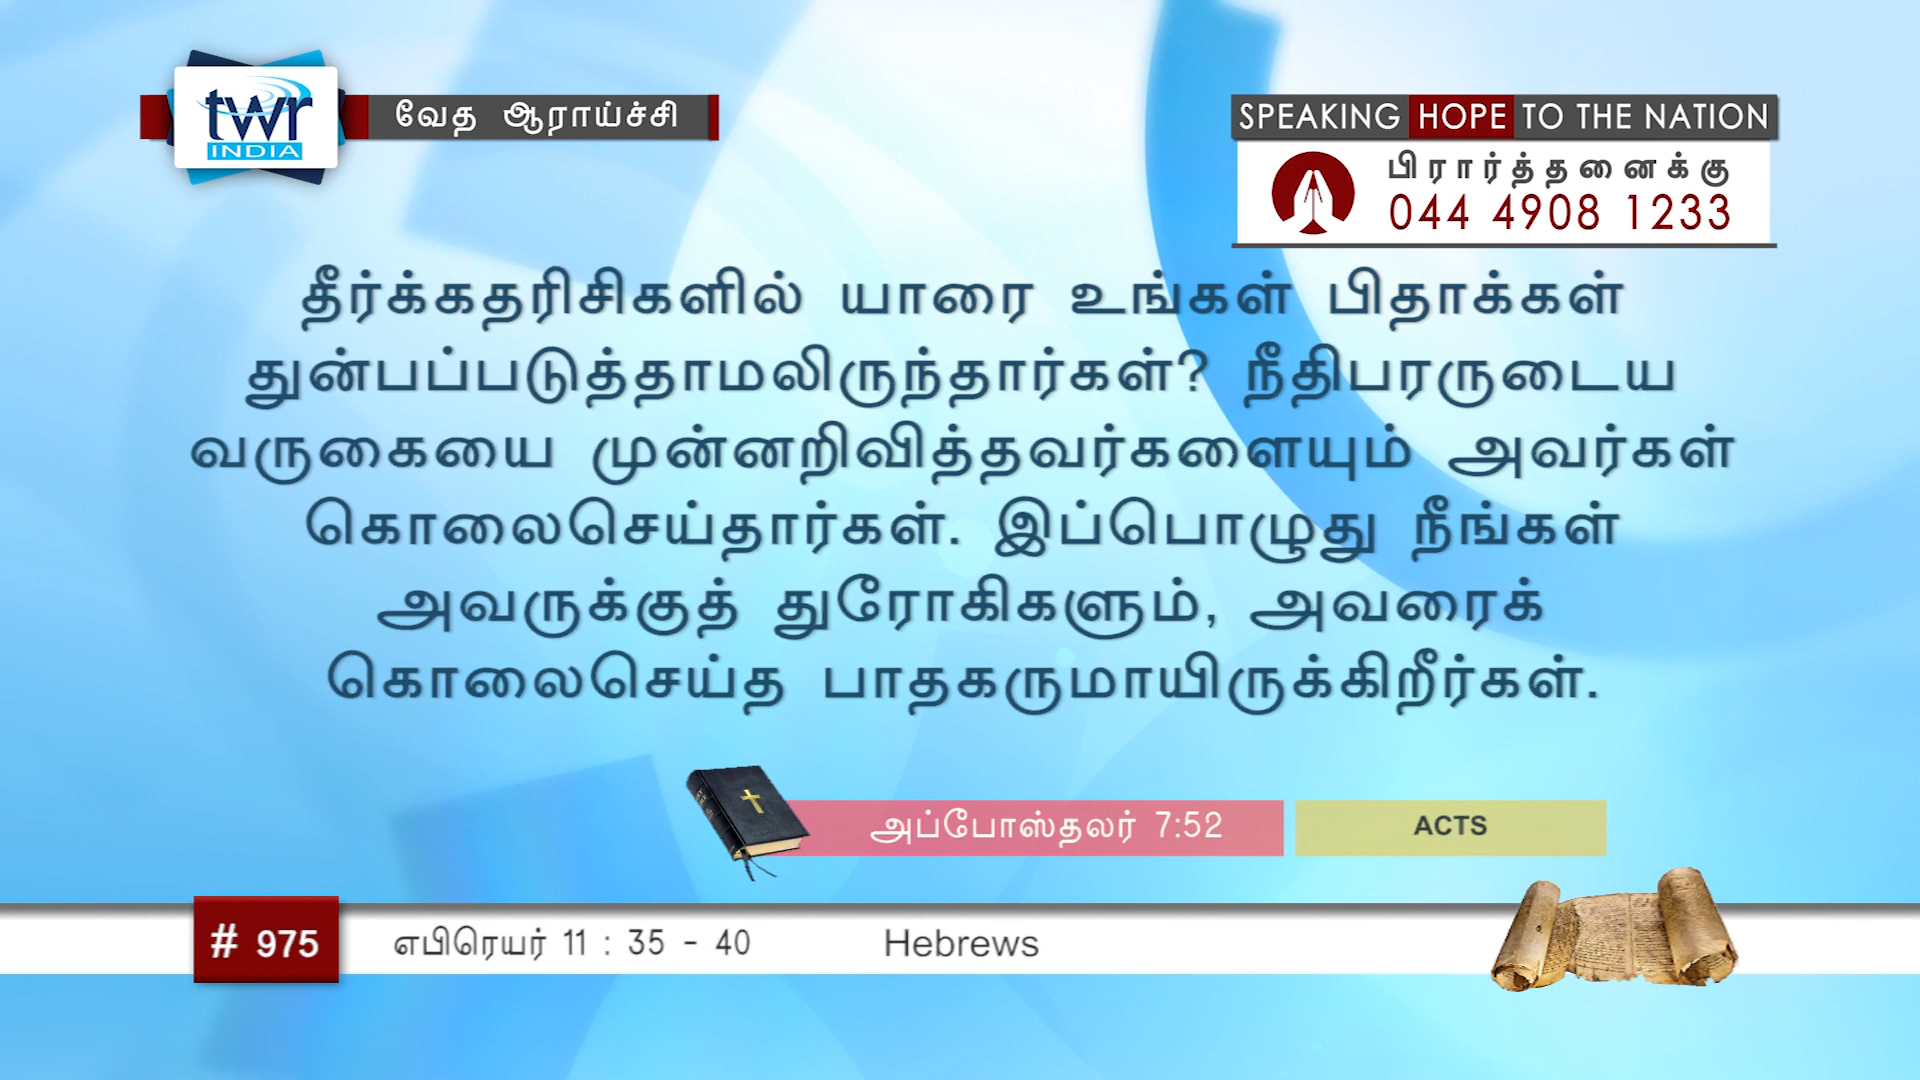 twr
INDIA
வேத ஆராய்ச்சி
SPEAKING HOPE TO THE NATION
பிரார்த்தனைக்கு
044 4908 1233
தீர்க்கதரிசிகளில் யாரை உங்கள் பிதாக்கள்
துன்பப்படுத்தாமலிருந்தார்கள்? நீதிபரருடைய
வருகையை முன்னறிவித்தவர்களையும் அவர்கள்
கொலைசெய்தார்கள். இப்பொழுது நீங்கள்
அவருக்குத் துரோகிகளும், அவரைக்
கொலைசெய்த பாதகருமாயிருக்கிறீர்கள்.
அப்போஸ்தலர் 7:52
ACTS
# 975
எபிரெயர் 11 : 35 - 40
Hebrews